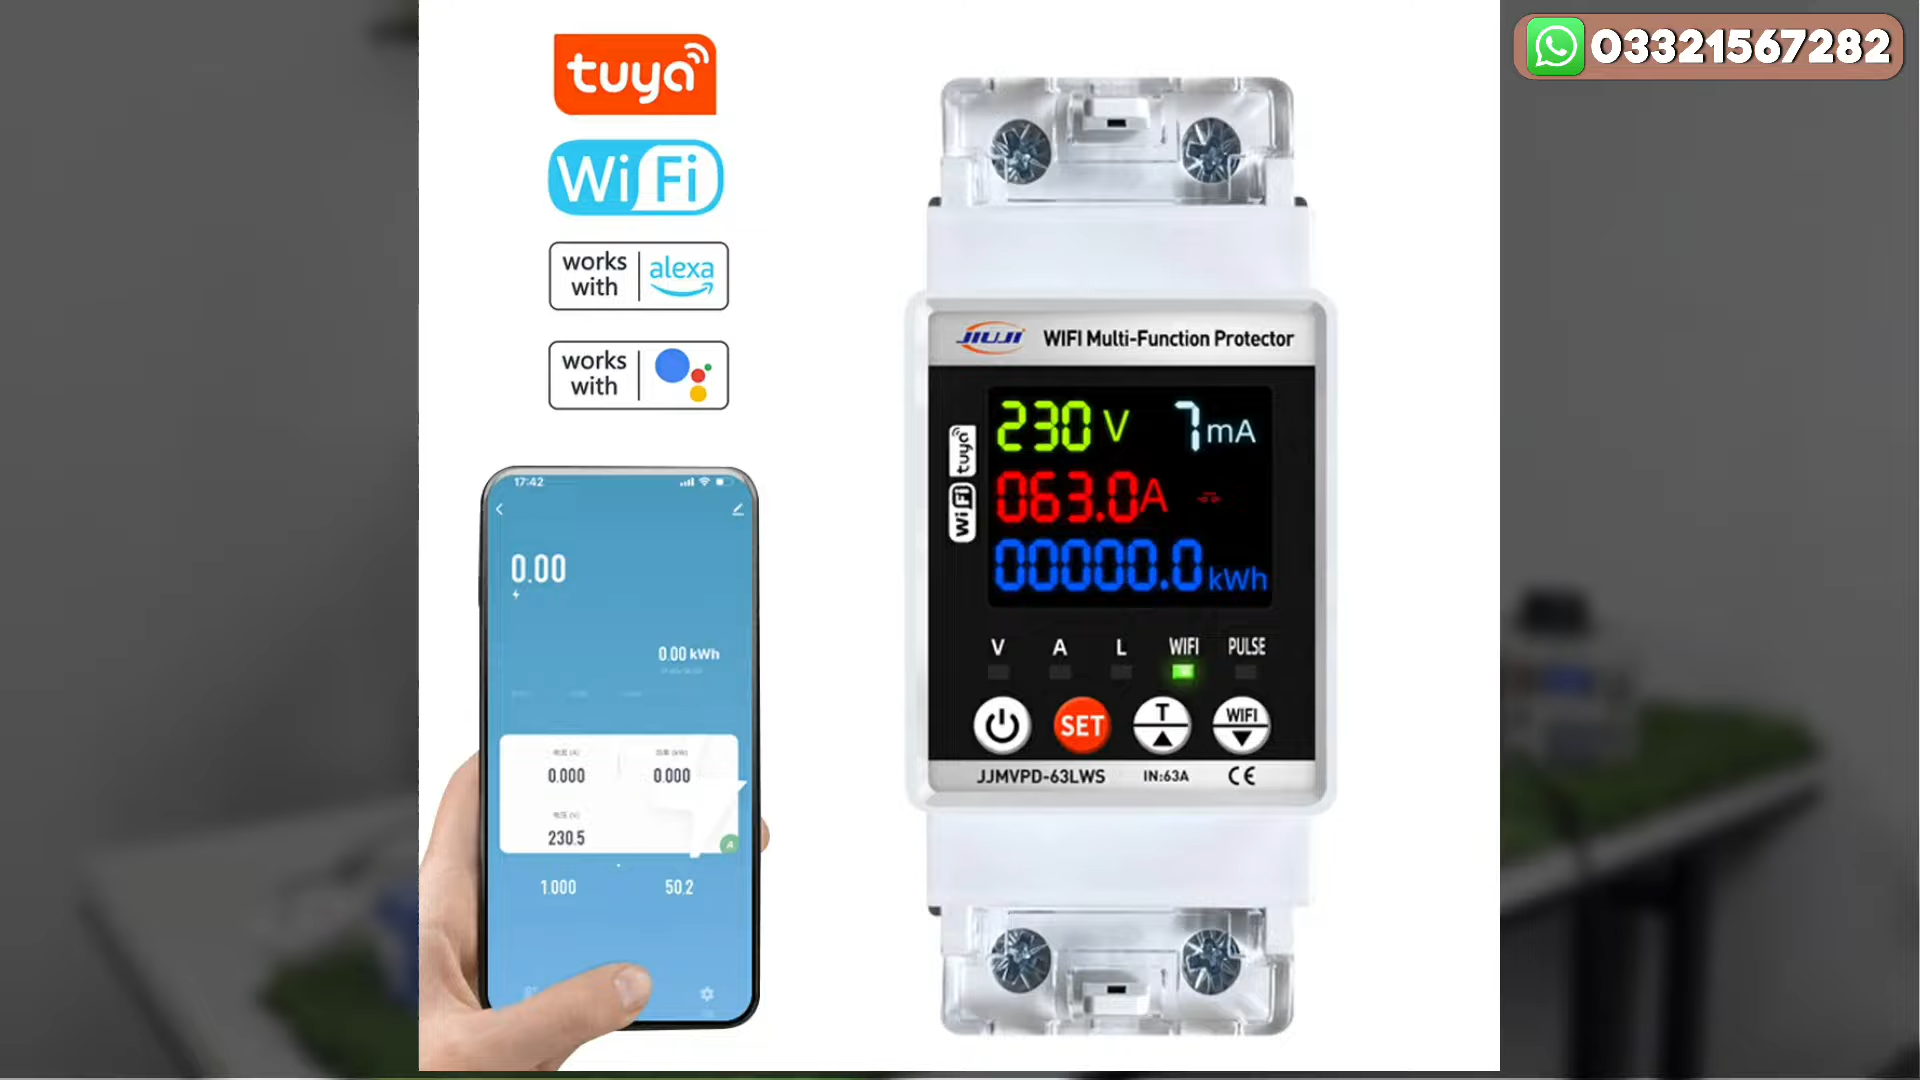 03321567282
tuya
WiFi
works with alexa
works with
17:42
0.00
0.00 kWh
0.000
0.000
230.5
A
1.000
50.2
JIUJI WIFI Multi-Function Protector
tuya
WiFi
230 V 7 mA
063.0 A
00000.0 kWh
V A L WIFI PULSE
SET T WIFI
JJMVPD-63LWS IN:63A CE